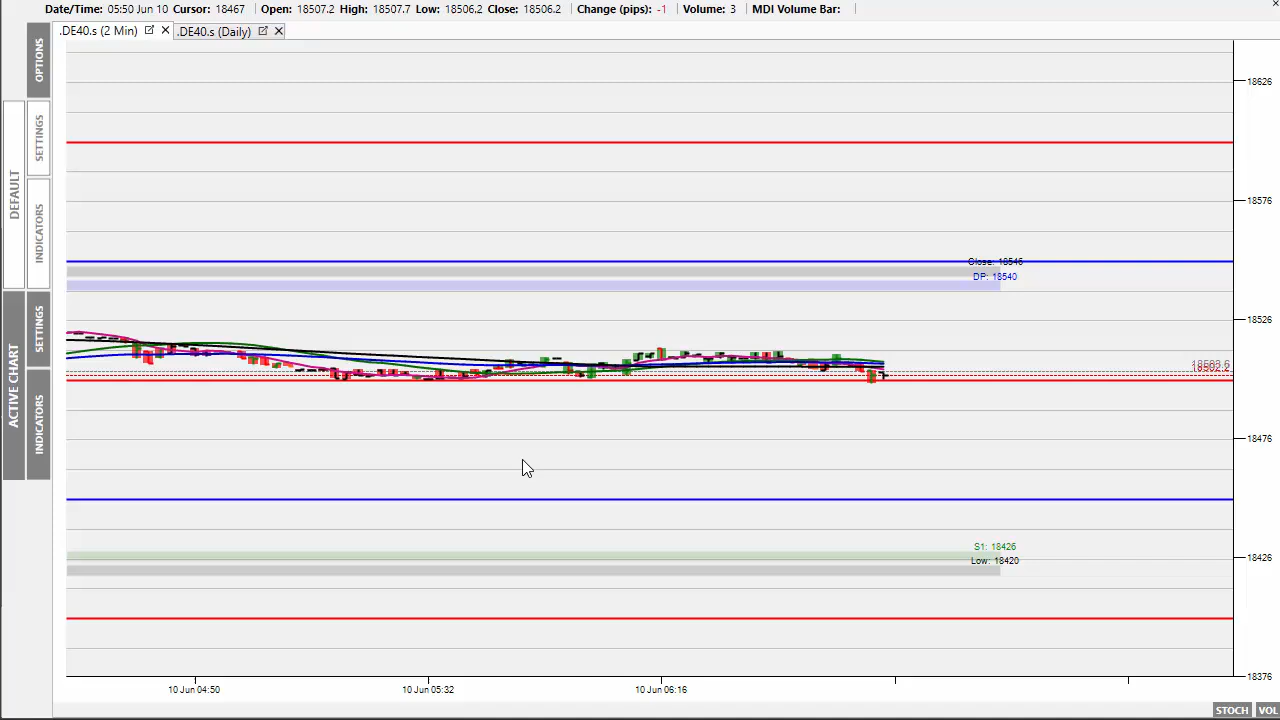 Date/Time: 05:50 Jun 10 Cursor: 18467 Open: 18507.2 High: 18507.7 Low: 18506.2 Close: 18506.2 Change (pips): -1 Volume: 3 MDI Volume Bar:
.DE40.s (2 Min) .DE40.s (Daily)
OPTIONS
SETTINGS
DEFAULT
INDICATORS
SETTINGS
ACTIVE CHART
INDICATORS
18626
18576
Close: 18546
DP: 18540
18526
18476
S1: 18426
18426
Low: 18420
18376
10 Jun 04:50 10 Jun 05:32 10 Jun 06:16
STOCH VOL